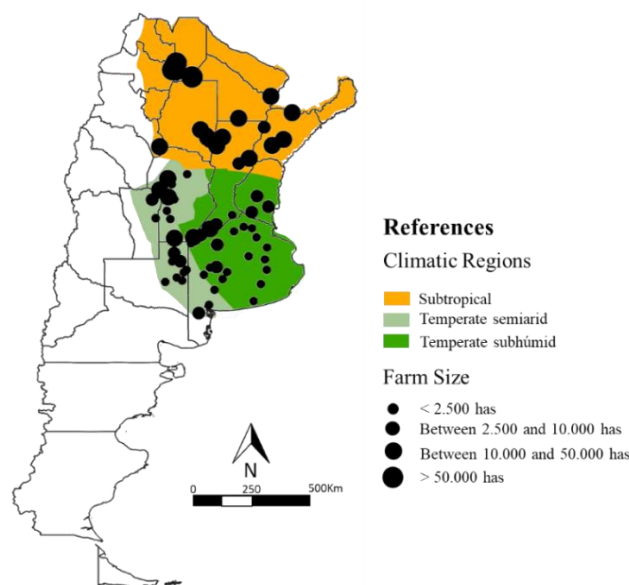 References
Climatic Regions
Subtropical
Temperate semiarid
Temperate subhúmid
Farm Size
< 2.500 has
Between 2.500 and 10.000 has
Between 10.000 and 50.000 has
> 50.000 has
N
0 250 500Km